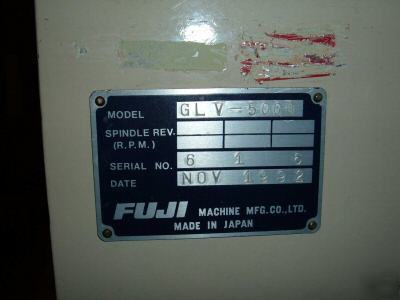 MODEL GLV-5000
SPINDLE REV.
(R.P.M.)
SERIAL NO. 6 1 6
DATE NOV 1992
FUJI MACHINE MFG.CO.,LTD.
MADE IN JAPAN